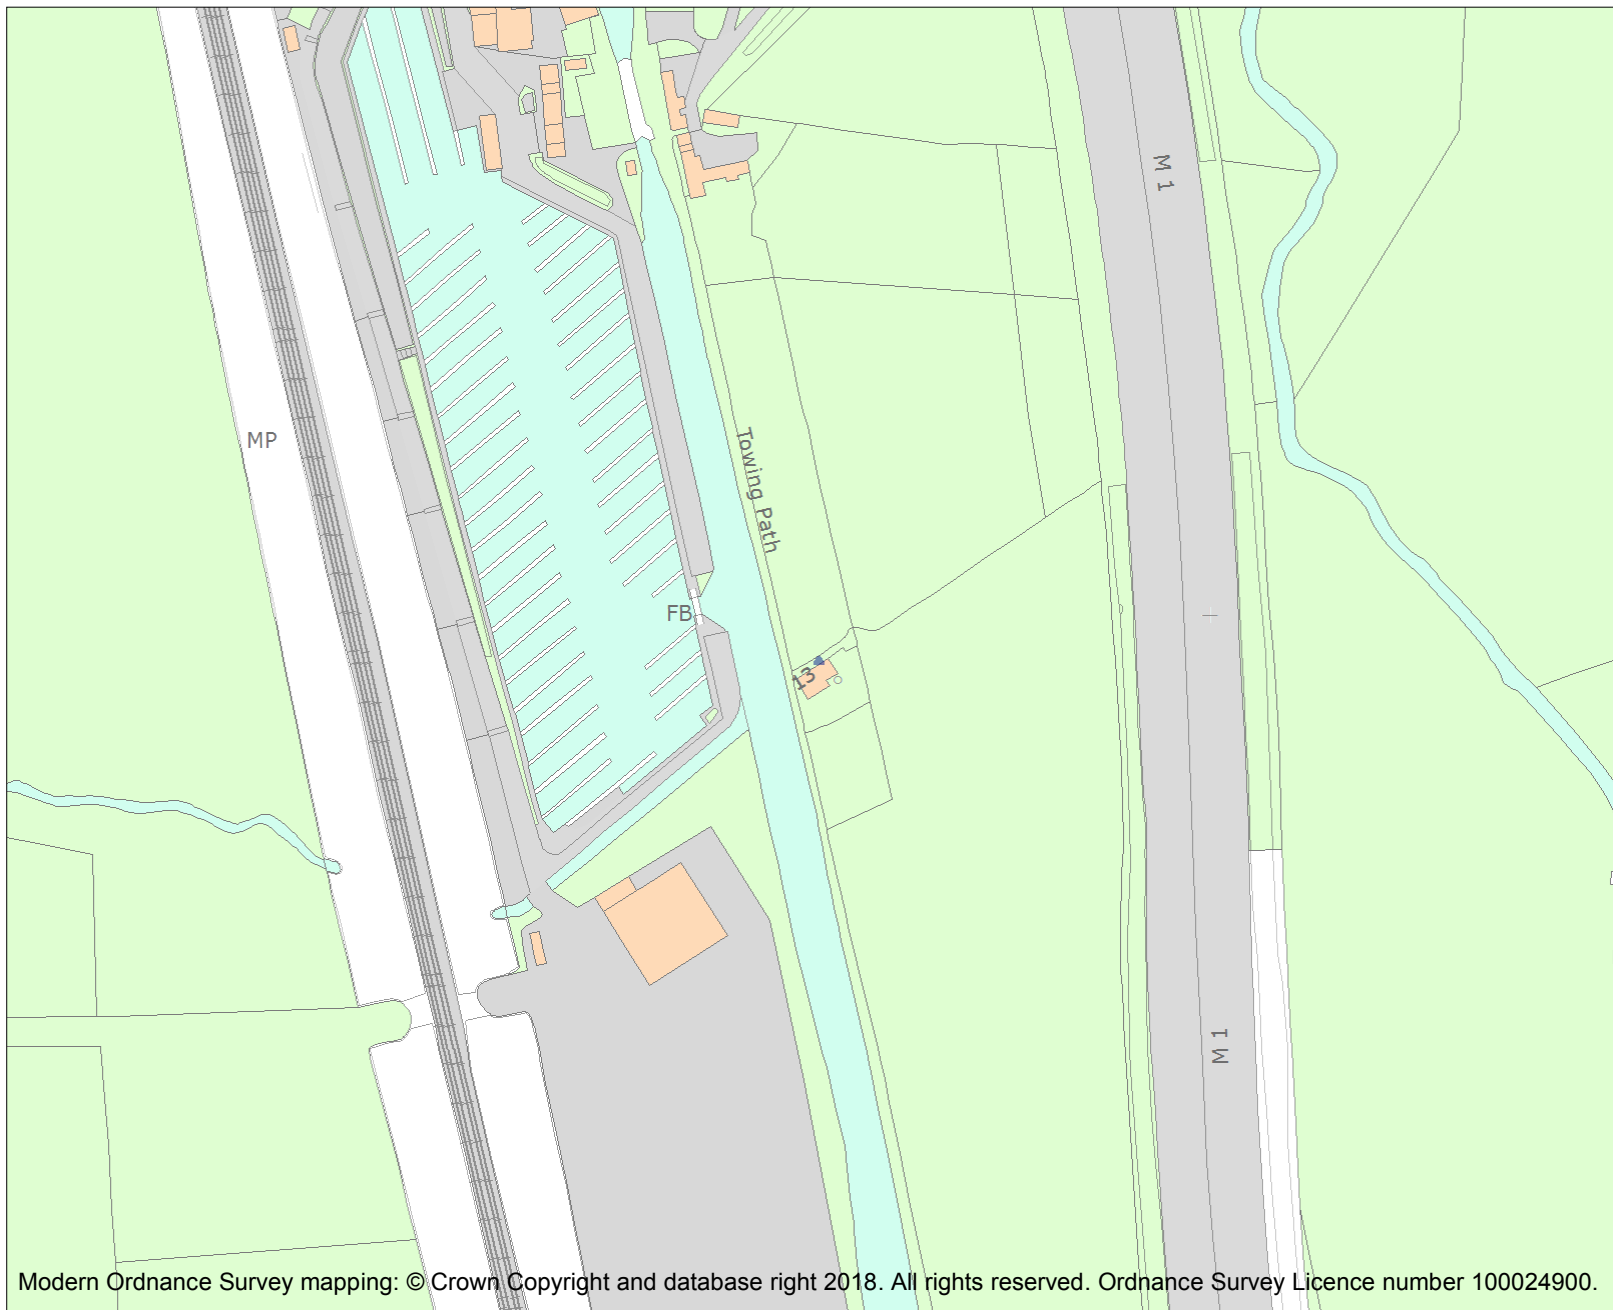 M 1
MP
Towing Path
FB
13
M 1
Modern Ordnance Survey mapping: © Crown Copyright and database right 2018. All rights reserved. Ordnance Survey Licence number 100024900.